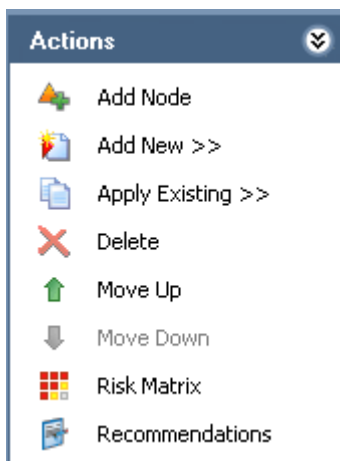 Actions
Add Node
Add New >>
Apply Existing >>
Delete
Move Up
Move Down
Risk Matrix
Recommendations